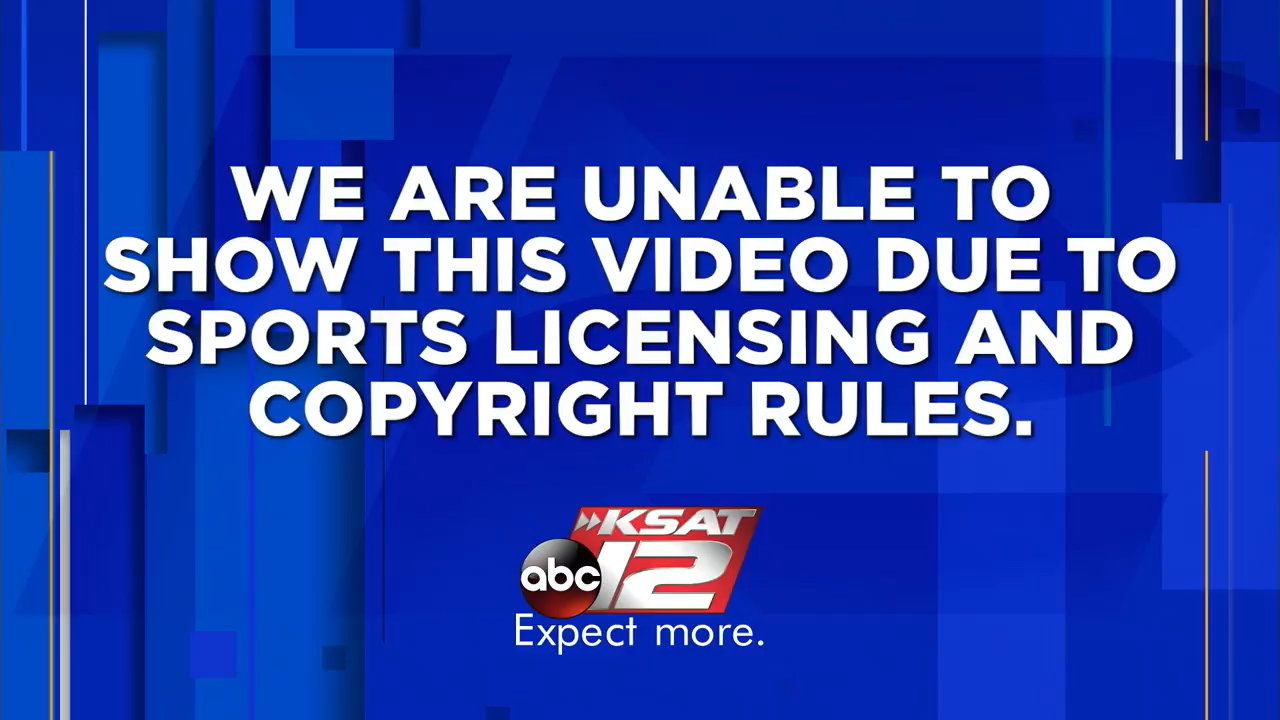 WE ARE UNABLE TO
SHOW THIS VIDEO DUE TO
SPORTS LICENSING AND
COPYRIGHT RULES.
KSAT
abc 12
Expect more.